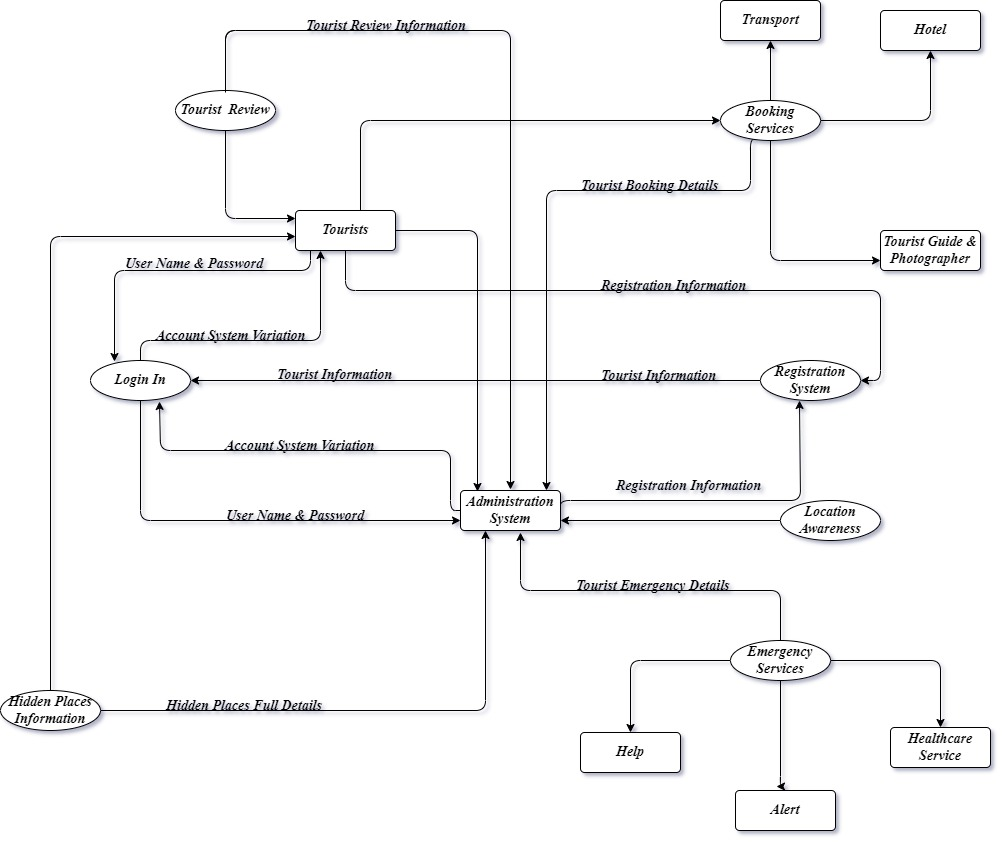 Transport
Tourist Review Information
Hotel
Tourist Review
Booking
Services
Tourist Booking Details
Tourists
Tourist Guide &
Photographer
User Name & Password
Registration Information
Account System Variation
Login In
Tourist Information
Tourist Information
Registration
System
Account System Variation
Registration Information
Administration
System
User Name & Password
Location
Awareness
Tourist Emergency Details
Emergency
Services
Hidden Places
Information
Hidden Places Full Details
Help
Healthcare
Service
Alert